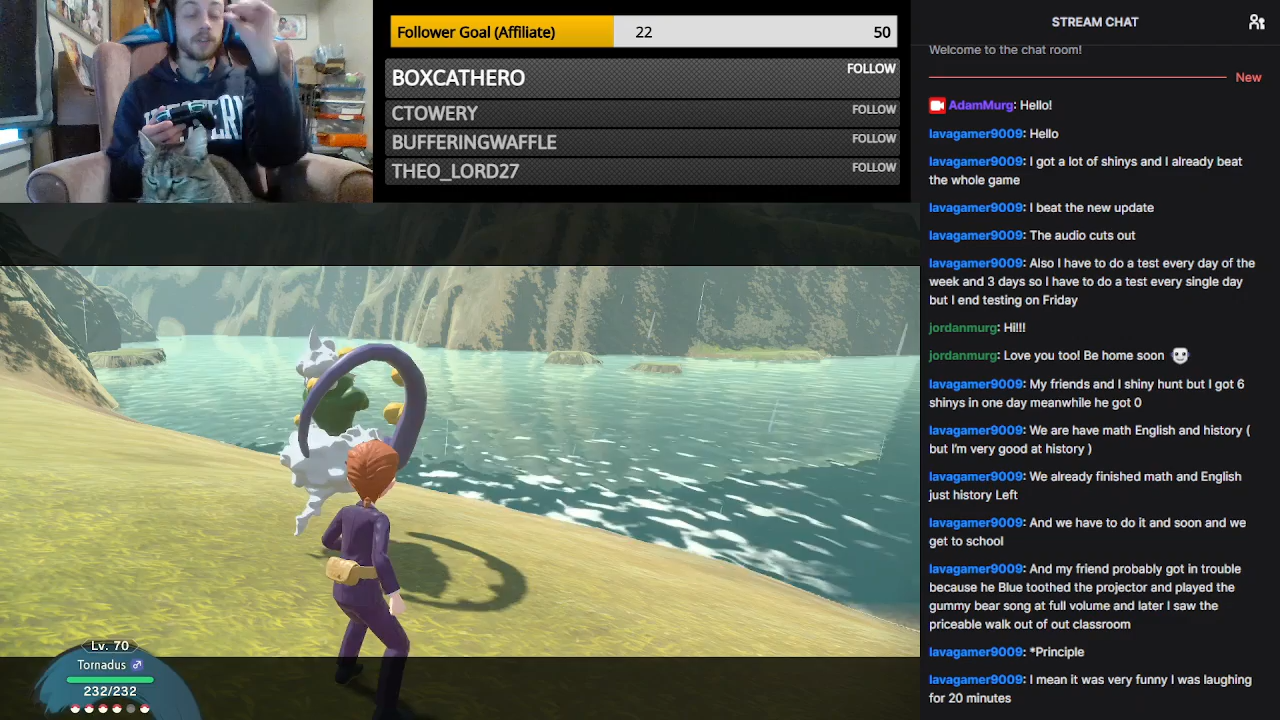 Follower Goal (Affiliate) 22 50
BOXCATHERO FOLLOW
CTOWERY FOLLOW
BUFFERINGWAFFLE FOLLOW
THEO_LORD27 FOLLOW
STREAM CHAT
Welcome to the chat room!
New
AdamMurg: Hello!
lavagamer9009: Hello
lavagamer9009: I got a lot of shinys and I already beat
the whole game
lavagamer9009: I beat the new update
lavagamer9009: The audio cuts out
lavagamer9009: Also I have to do a test every day of the
week and 3 days so I have to do a test every single day
but I end testing on Friday
jordanmurg: Hi!!!
jordanmurg: Love you too! Be home soon
lavagamer9009: My friends and I shiny hunt but I got 6
shinys in one day meanwhile he got 0
lavagamer9009: We are have math English and history (
but I'm very good at history )
lavagamer9009: We already finished math and English
just history Left
lavagamer9009: And we have to do it and soon and we
get to school
lavagamer9009: And my friend probably got in trouble
because he Blue toothed the projector and played the
gummy bear song at full volume and later I saw the
priceable walk out of out classroom
lavagamer9009: *Principle
lavagamer9009: I mean it was very funny I was laughing
for 20 minutes
Lv. 70
Tornadus ♂
232/232